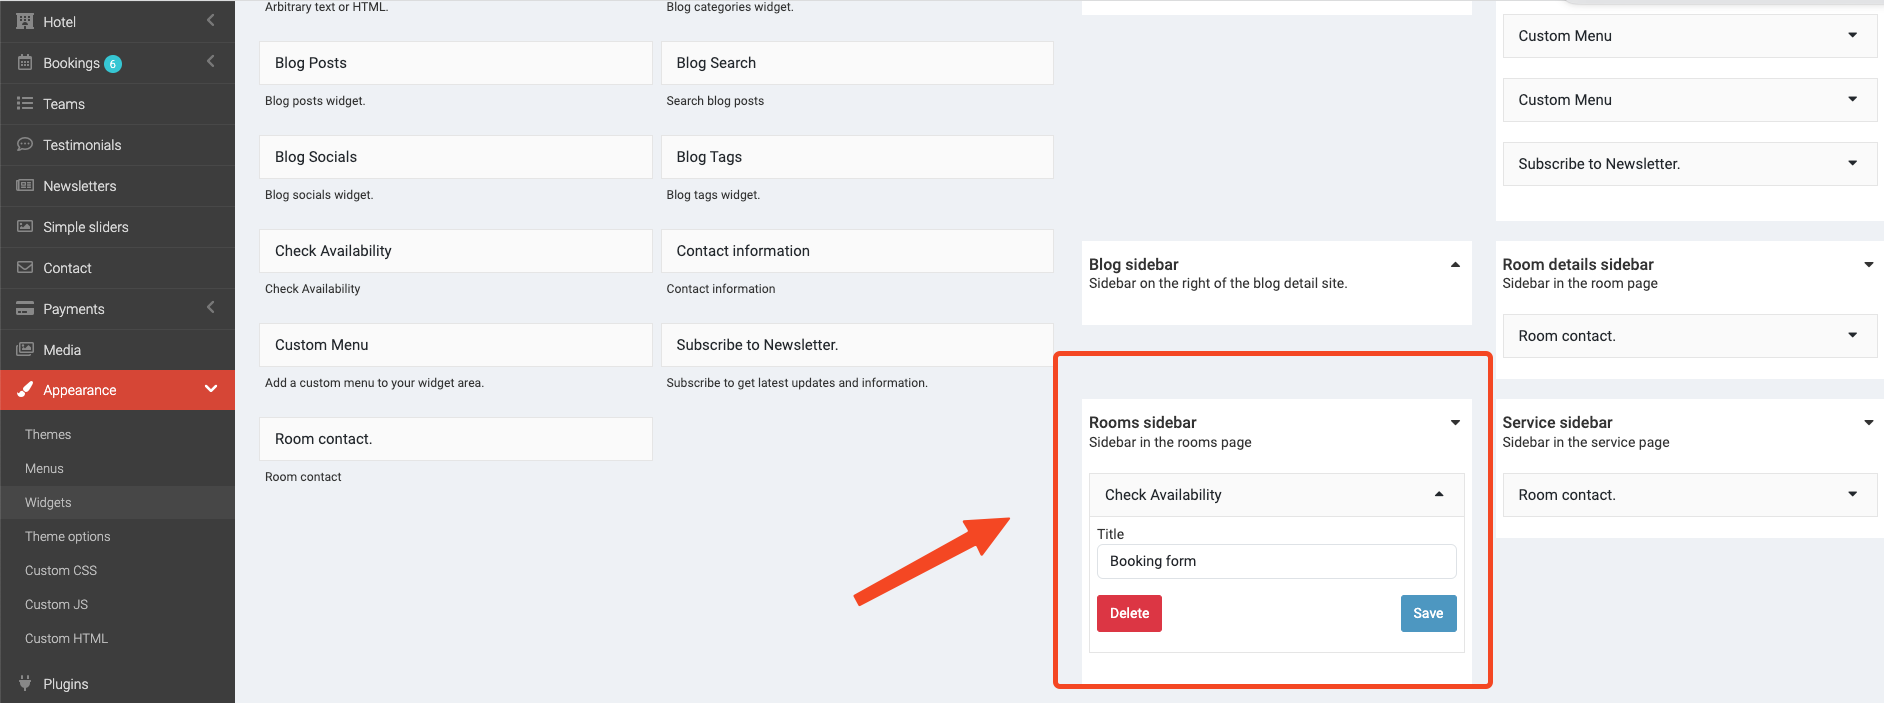 Hotel
Bookings 6
Teams
Testimonials
Newsletters
Simple sliders
Contact
Payments
Media
Appearance
Themes
Menus
Widgets
Theme options
Custom CSS
Custom JS
Custom HTML
Plugins
Arbitrary text or HTML.
Blog categories widget.
Blog Posts
Blog posts widget.
Blog Search
Search blog posts
Blog Socials
Blog socials widget.
Blog Tags
Blog tags widget.
Check Availability
Check Availability
Contact information
Contact information
Custom Menu
Add a custom menu to your widget area.
Subscribe to Newsletter.
Subscribe to get latest updates and information.
Room contact.
Room contact
Blog sidebar
Sidebar on the right of the blog detail site.
Rooms sidebar
Sidebar in the rooms page
Check Availability
Title
Booking form
Delete
Save
Custom Menu
Custom Menu
Subscribe to Newsletter.
Room details sidebar
Sidebar in the room page
Room contact.
Service sidebar
Sidebar in the service page
Room contact.